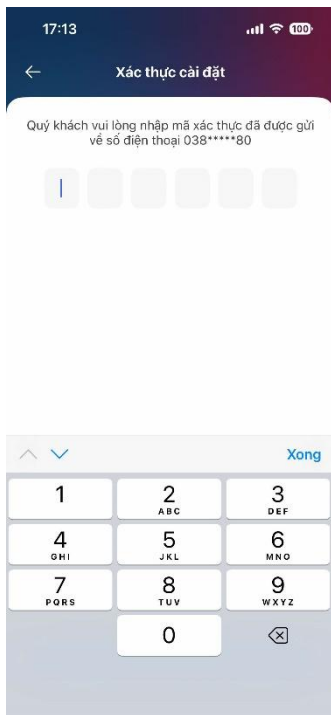 17:13
100
Xác thực cài đặt
Quý khách vui lòng nhập mã xác thực đã được gửi
về số điện thoại 038*****80
Xong
1
2
ABC
3
DEF
4
GHI
5
JKL
6
MNO
7
PQRS
8
TUV
9
WXYZ
0